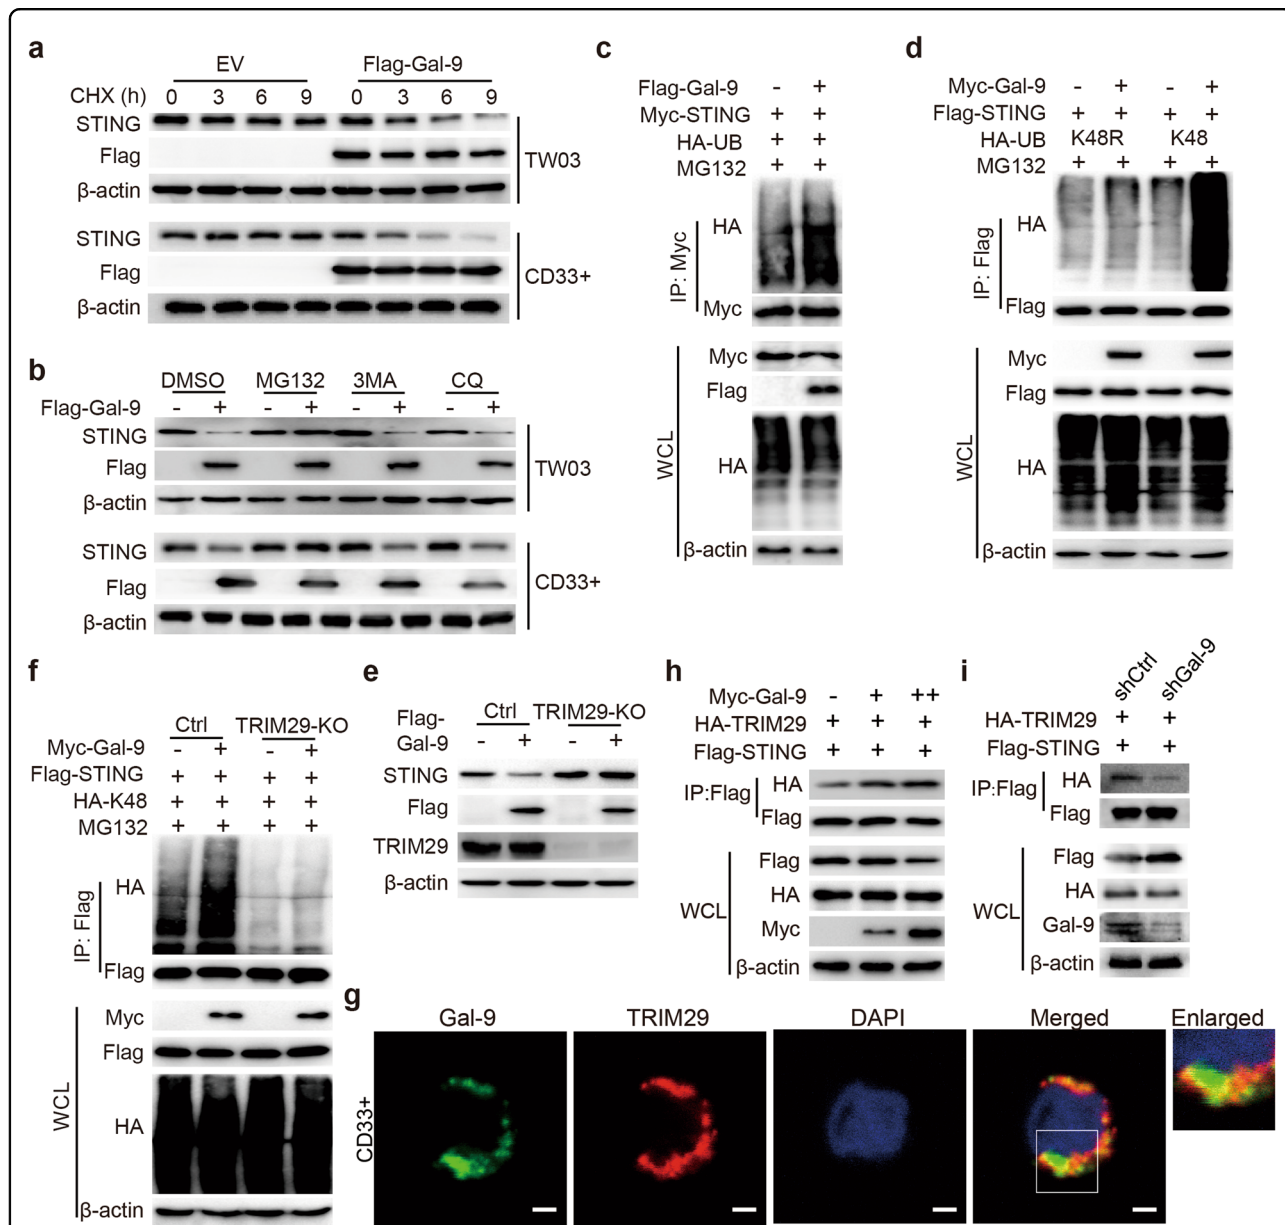 a
EV Flag-Gal-9
CHX (h) 0 3 6 9 0 3 6 9
STING
Flag
β-actin
TW03
STING
Flag
β-actin
CD33+
b
DMSO MG132 3MA CQ
Flag-Gal-9 - + - + - + - +
STING
Flag
β-actin
TW03
STING
Flag
β-actin
CD33+
c
Flag-Gal-9 - +
Myc-STING + +
HA-UB + +
MG132 + +
IP: Myc
HA
Myc
WCL
Myc
Flag
HA
β-actin
d
Myc-Gal-9 - + - +
Flag-STING + + + +
HA-UB K48R K48
MG132 + + + +
IP: Flag
HA
Flag
WCL
Myc
Flag
HA
β-actin
f
Ctrl TRIM29-KO
Myc-Gal-9 - + - +
Flag-STING + + + +
HA-K48 + + + +
MG132 + + + +
IP: Flag
HA
Flag
WCL
Myc
Flag
HA
β-actin
e
Ctrl TRIM29-KO
Flag-
Gal-9 - + - +
STING
Flag
TRIM29
β-actin
h
Myc-Gal-9 - + ++
HA-TRIM29 + + +
Flag-STING + + +
IP:Flag
HA
Flag
WCL
Flag
HA
Myc
β-actin
i
shCtrl shGal-9
HA-TRIM29 + +
Flag-STING + +
IP:Flag
HA
Flag
WCL
Flag
HA
Gal-9
β-actin
g
Gal-9 TRIM29 DAPI Merged Enlarged
CD33+